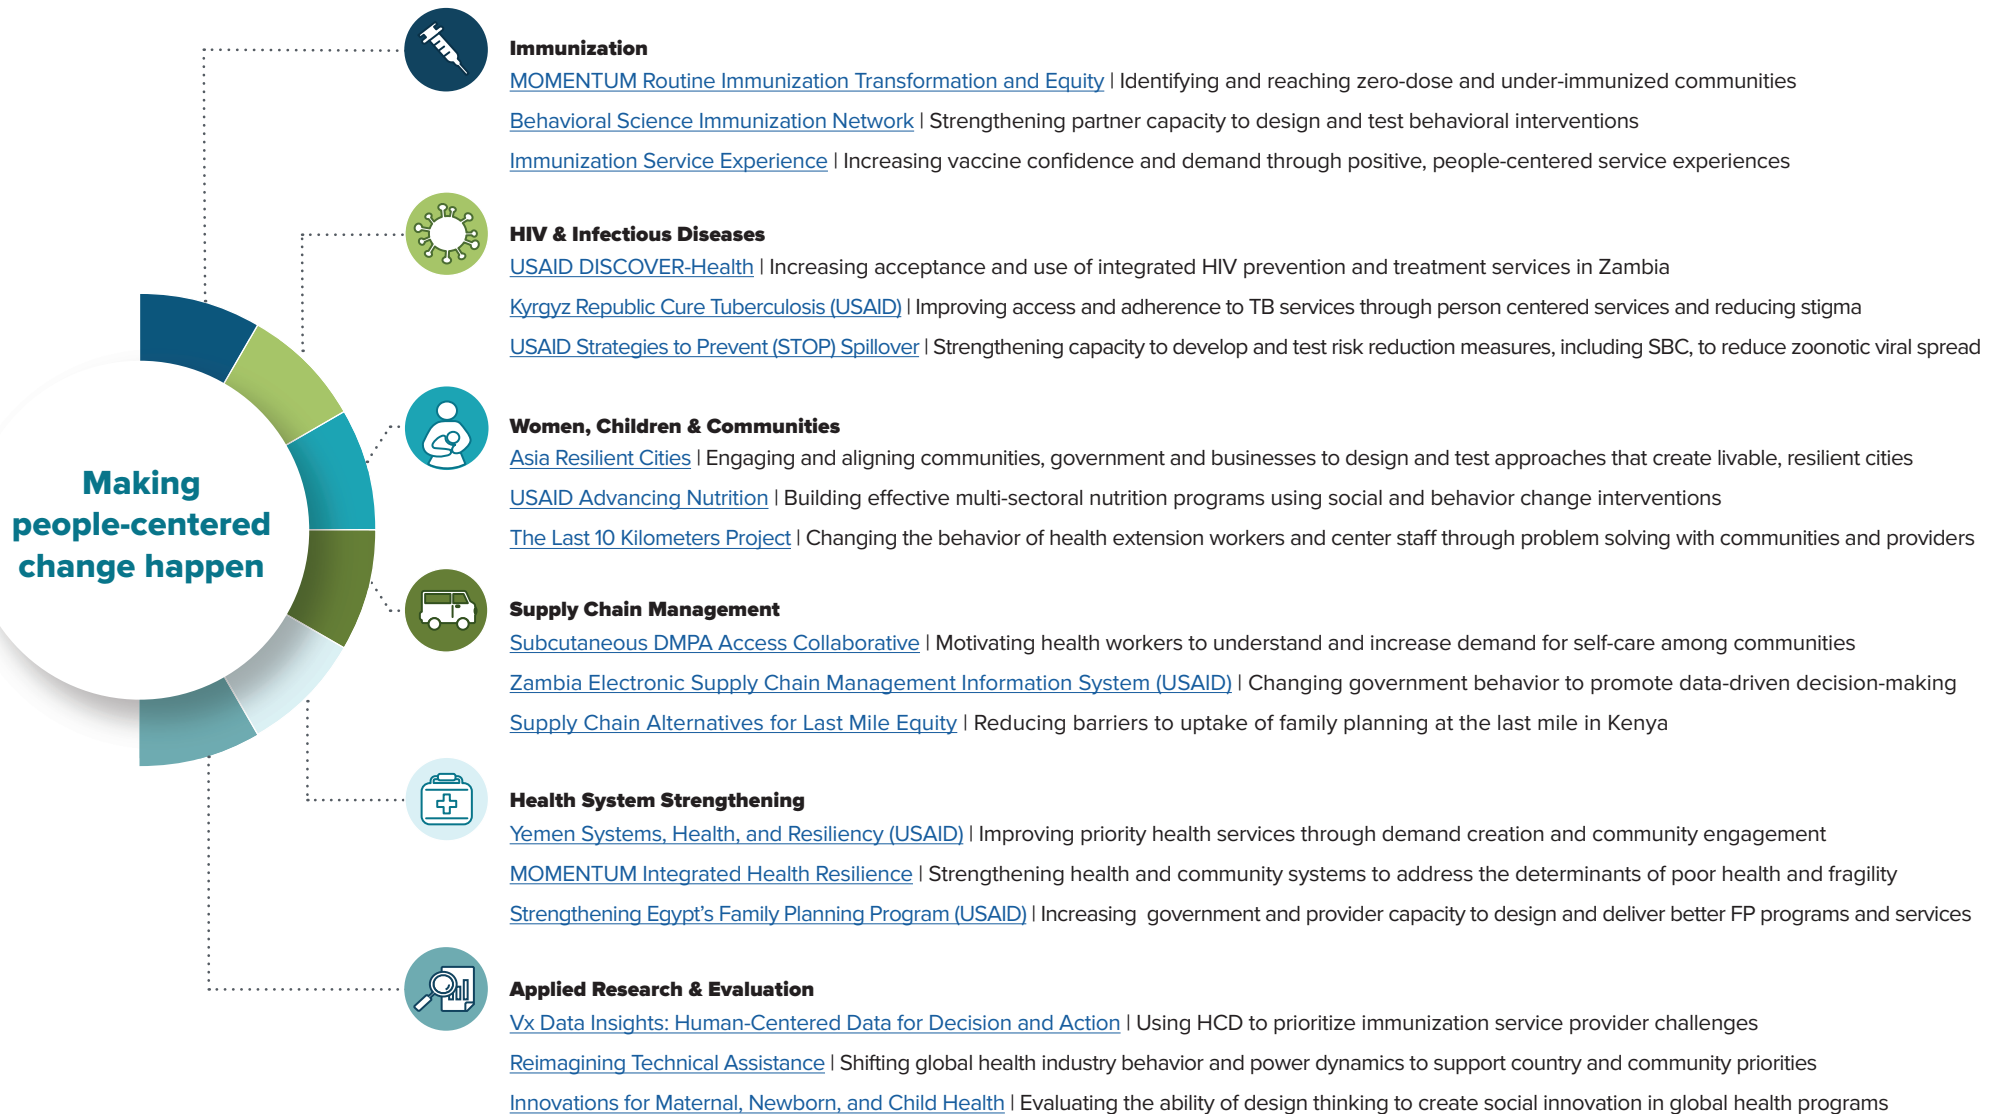 Making
people-centered
change happen
Immunization
MOMENTUM Routine Immunization Transformation and Equity | Identifying and reaching zero-dose and under-immunized communities
Behavioral Science Immunization Network | Strengthening partner capacity to design and test behavioral interventions
Immunization Service Experience | Increasing vaccine confidence and demand through positive, people-centered service experiences
HIV & Infectious Diseases
USAID DISCOVER-Health | Increasing acceptance and use of integrated HIV prevention and treatment services in Zambia
Kyrgyz Republic Cure Tuberculosis (USAID) | Improving access and adherence to TB services through person centered services and reducing stigma
USAID Strategies to Prevent (STOP) Spillover | Strengthening capacity to develop and test risk reduction measures, including SBC, to reduce zoonotic viral spread
Women, Children & Communities
Asia Resilient Cities | Engaging and aligning communities, government and businesses to design and test approaches that create livable, resilient cities
USAID Advancing Nutrition | Building effective multi-sectoral nutrition programs using social and behavior change interventions
The Last 10 Kilometers Project | Changing the behavior of health extension workers and center staff through problem solving with communities and providers
Supply Chain Management
Subcutaneous DMPA Access Collaborative | Motivating health workers to understand and increase demand for self-care among communities
Zambia Electronic Supply Chain Management Information System (USAID) | Changing government behavior to promote data-driven decision-making
Supply Chain Alternatives for Last Mile Equity | Reducing barriers to uptake of family planning at the last mile in Kenya
Health System Strengthening
Yemen Systems, Health, and Resiliency (USAID) | Improving priority health services through demand creation and community engagement
MOMENTUM Integrated Health Resilience | Strengthening health and community systems to address the determinants of poor health and fragility
Strengthening Egypt's Family Planning Program (USAID) | Increasing government and provider capacity to design and deliver better FP programs and services
Applied Research & Evaluation
Vx Data Insights: Human-Centered Data for Decision and Action | Using HCD to prioritize immunization service provider challenges
Reimagining Technical Assistance | Shifting global health industry behavior and power dynamics to support country and community priorities
Innovations for Maternal, Newborn, and Child Health | Evaluating the ability of design thinking to create social innovation in global health programs